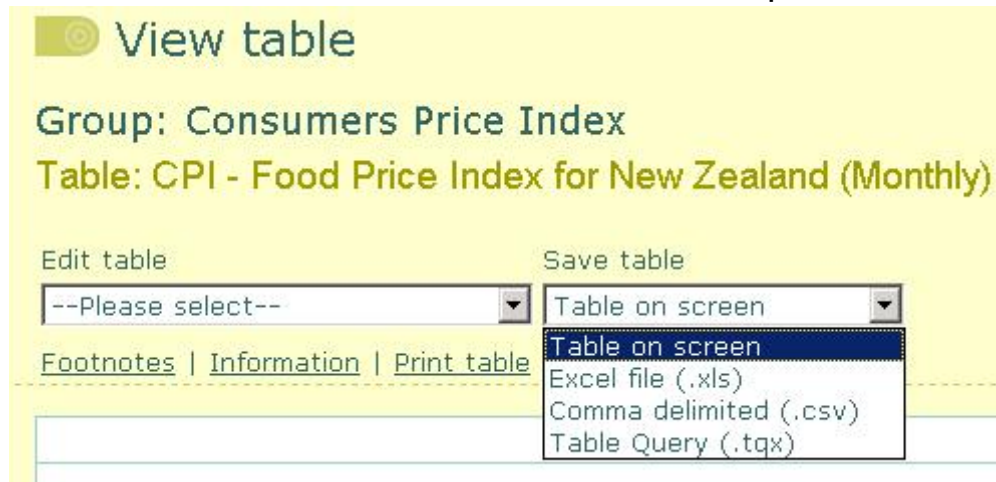 View table
Group: Consumers Price Index
Table: CPI - Food Price Index for New Zealand (Monthly)
Edit table Save table
--Please select-- Table on screen
Table on screen
Footnotes | Information | Print table
Excel file (.xls)
Comma delimited (.csv)
Table Query (.tqx)